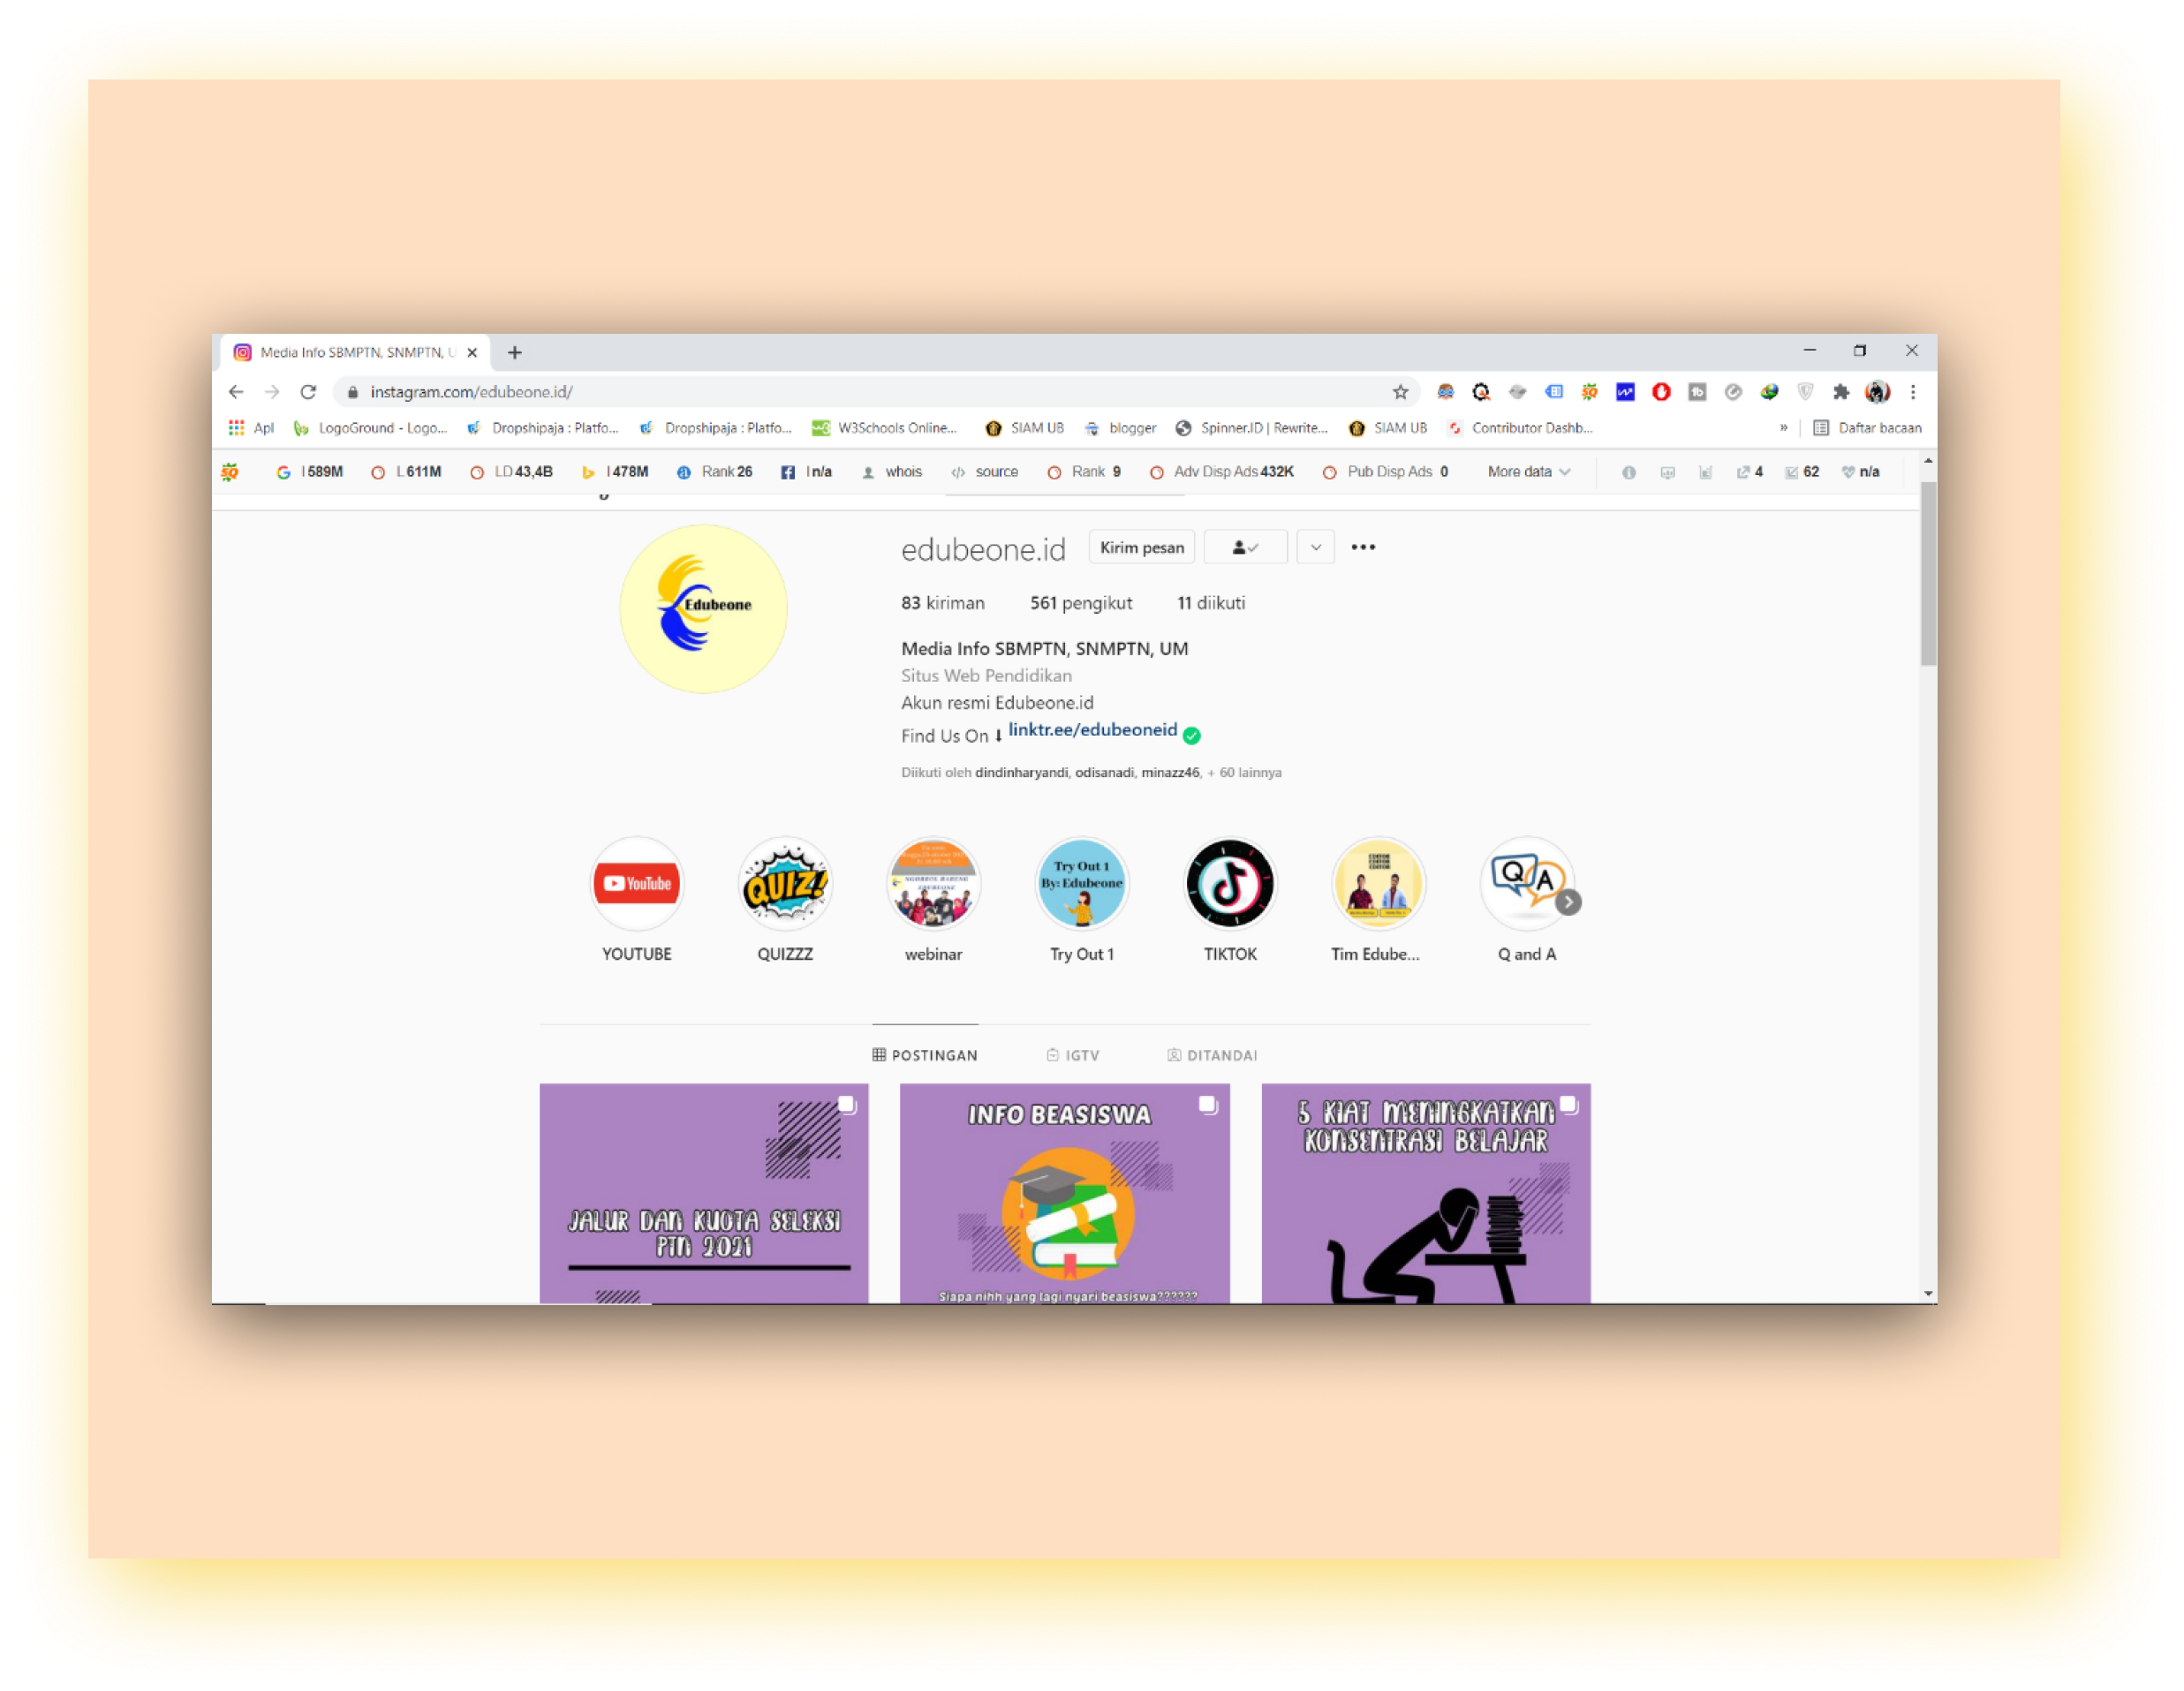 Media Info SBMPTN, SNMPTN, U
instagram.com/edubeone.id/
Apl LogoGround - Logo... Dropshipaja : Platfo... Dropshipaja : Platfo... W3Schools Online... SIAM UB blogger Spinner.ID | Rewrite... SIAM UB Contributor Dashb... » Daftar bacaan
I 589M L 611M LD 43,4B I 478M Rank 26 I n/a whois source Rank 9 Adv Disp Ads 432K Pub Disp Ads 0 More data 4 62 n/a
Edubeone
edubeone.id Kirim pesan
83 kiriman 561 pengikut 11 diikuti
Media Info SBMPTN, SNMPTN, UM
Situs Web Pendidikan
Akun resmi Edubeone.id
Find Us On ⬇ linktr.ee/edubeoneid
Diikuti oleh dindinharyandi, odisanadi, minazz46, + 60 lainnya
YouTube
QUIZ!
NGOBROL BARENG
EDUBEONE
Try Out 1
By: Edubeone
EDITOR
EDITOR
EDITOR
Q A
YOUTUBE QUIZZZ webinar Try Out 1 TIKTOK Tim Edube... Q and A
POSTINGAN IGTV DITANDAI
JALUR DAN KUOTA SELEKSI
PTN 2021
INFO BEASISWA
Siapa nihh yang lagi nyari beasiswa??????
5 KIAT MENINGKATKAN
KONSENTRASI BELAJAR